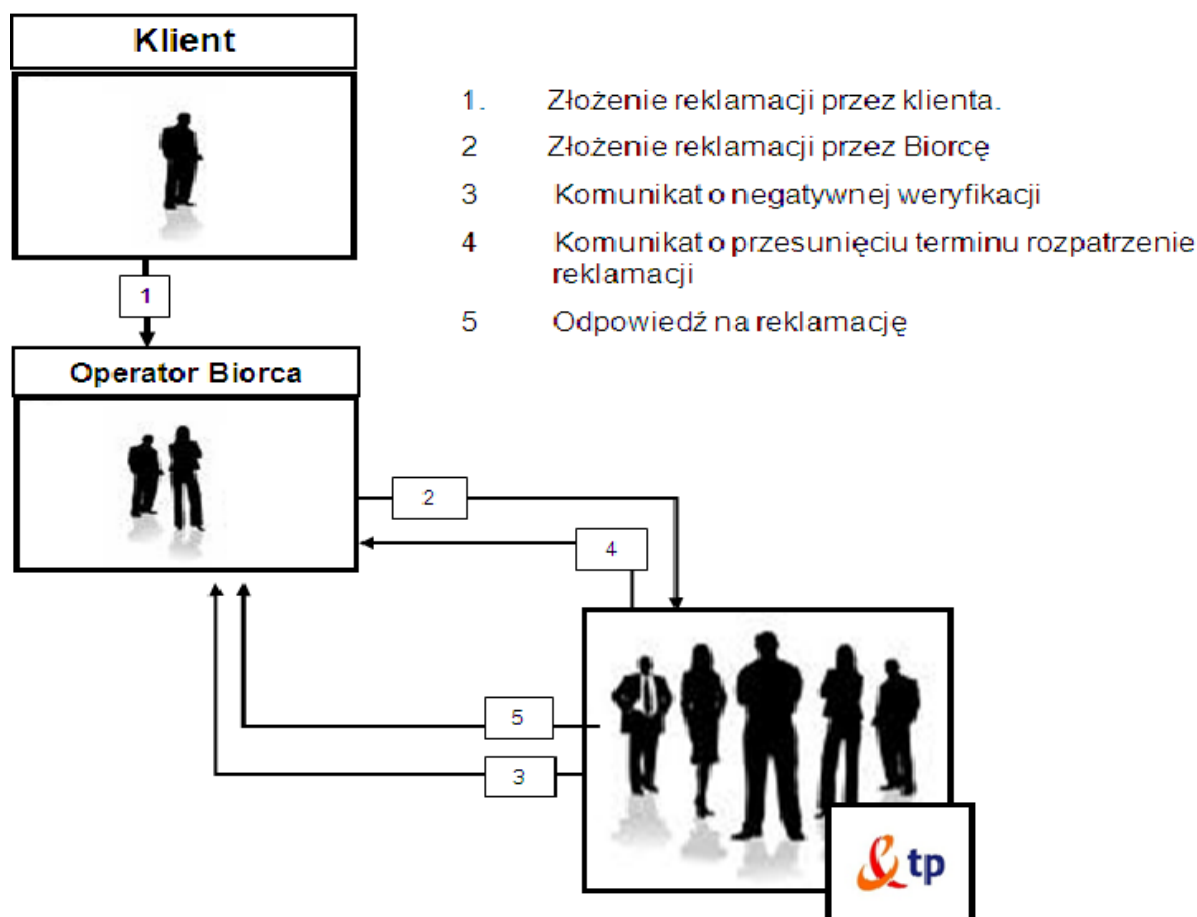 Klient
1. Złożenie reklamacji przez klienta.
2 Złożenie reklamacji przez Biorcę
3 Komunikat o negatywnej weryfikacji
4 Komunikat o przesunięciu terminu rozpatrzenie
reklamacji
5 Odpowiedź na reklamację
1
Operator Biorca
2
4
5
3
tp